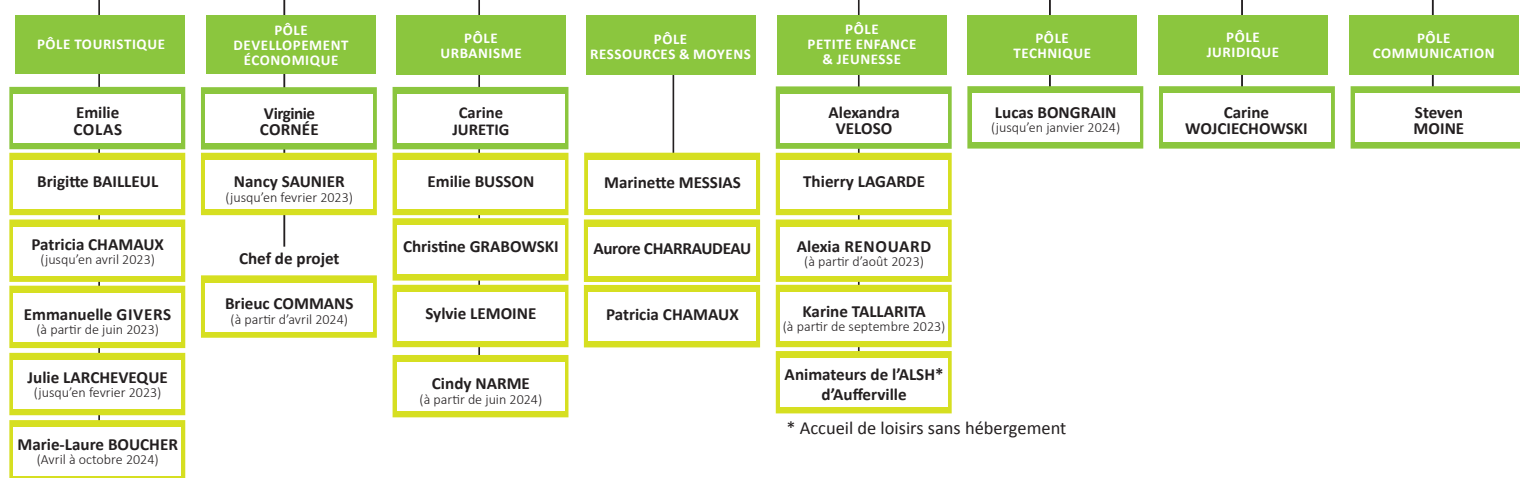 PÔLE TOURISTIQUE
Emilie
COLAS
Brigitte BAILLEUL
Patricia CHAMAUX
(jusqu'en avril 2023)
Emmanuelle GIVERS
(à partir de juin 2023)
Julie LARCHEVEQUE
(jusqu'en fevrier 2023)
Marie-Laure BOUCHER
(Avril à octobre 2024)
PÔLE
DEVELLOPEMENT
ÉCONOMIQUE
Virginie
CORNÉE
Nancy SAUNIER
(jusqu'en fevrier 2023)
Chef de projet
Brieuc COMMANS
(à partir d'avril 2024)
PÔLE
URBANISME
Carine
JURETIG
Emilie BUSSON
Christine GRABOWSKI
Sylvie LEMOINE
Cindy NARME
(à partir de juin 2024)
PÔLE
RESSOURCES & MOYENS
Marinette MESSIAS
Aurore CHARRAUDEAU
Patricia CHAMAUX
PÔLE
PETITE ENFANCE
& JEUNESSE
Alexandra
VELOSO
Thierry LAGARDE
Alexia RENOUARD
(à partir d'août 2023)
Karine TALLARITA
(à partir de septembre 2023)
Animateurs de l'ALSH*
d'Aufferville
* Accueil de loisirs sans hébergement
PÔLE
TECHNIQUE
Lucas BONGRAIN
(jusqu'en janvier 2024)
PÔLE
JURIDIQUE
Carine
WOJCIECHOWSKI
PÔLE
COMMUNICATION
Steven
MOINE